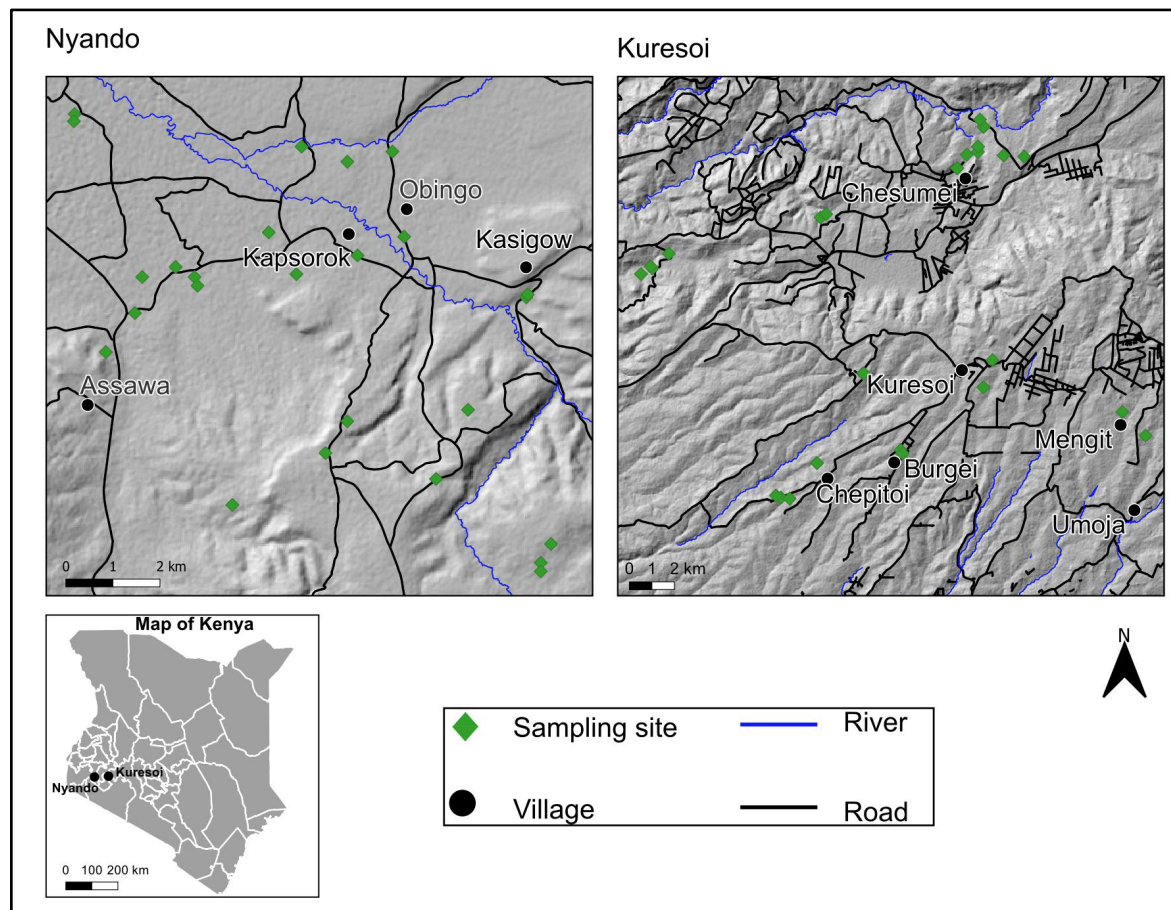 Nyando
Obingo
Kasigow
Kapsorok
Assawa
0 1 2 km
Kuresoi
Chesumei
Kuresoi
Mengit
Burgei
Chepitoi
Umoja
0 1 2 km
Map of Kenya
Kuresoi
Nyando
0 100 200 km
N
Sampling site
River
Village
Road